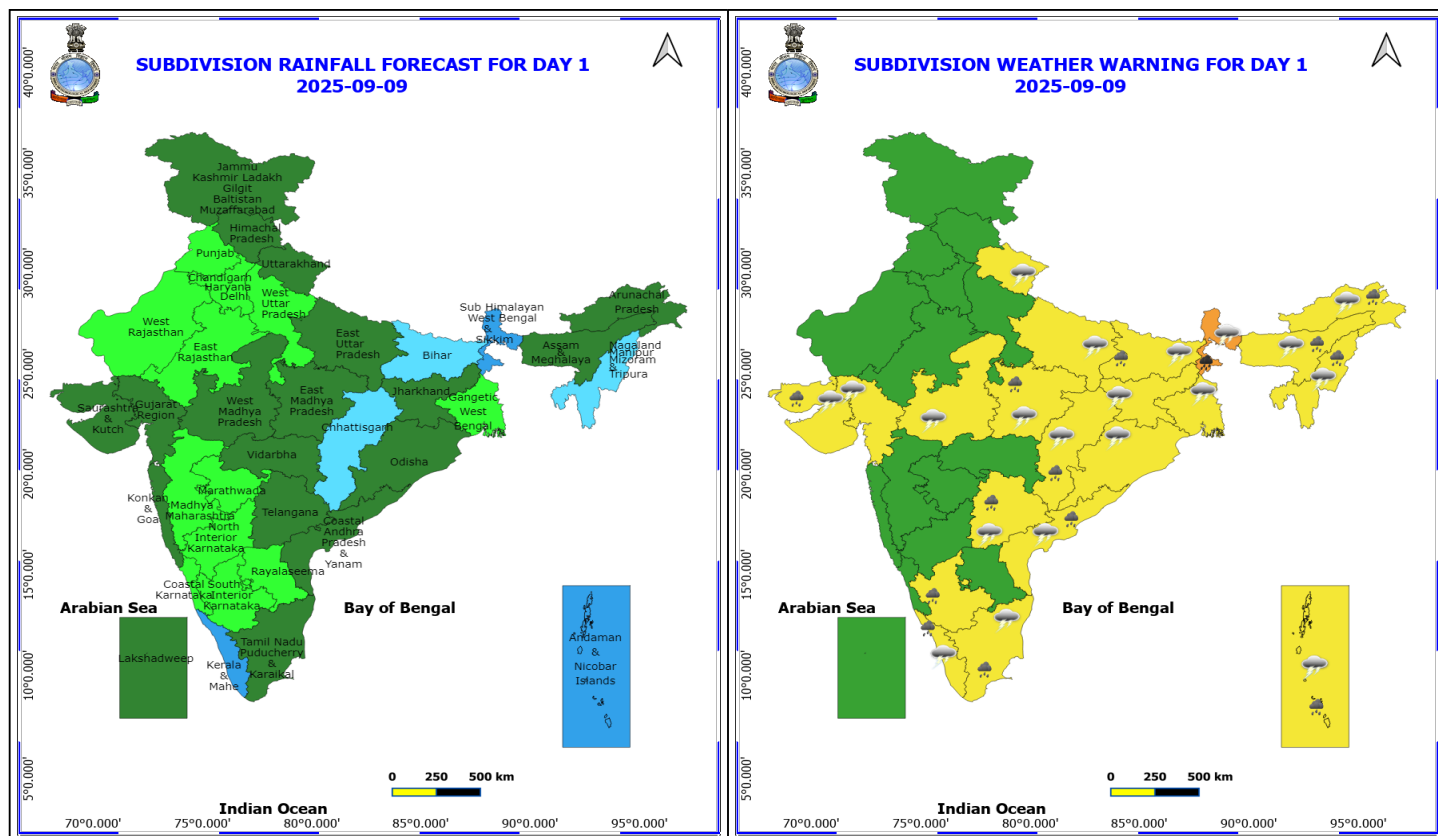 SUBDIVISION RAINFALL FORECAST FOR DAY 1
2025-09-09
40°0.000'
35°0.000'
30°0.000'
25°0.000'
20°0.000'
15°0.000'
10°0.000'
5°0.000'
Jammu
Kashmir Ladakh
Gilgit
Baltistan
Muzaffarabad
Himachal
Pradesh
Punjab
Uttarakhand
Chandigarh
Haryana
Delhi
West
Uttar
Pradesh
West
Rajasthan
East
Rajasthan
East
Uttar
Pradesh
Bihar
Sub Himalayan
West Bengal
&
Sikkim
Arunachal
Pradesh
Assam
&
Meghalaya
Nagaland
Manipur
Mizoram
&
Tripura
Saurashtra
&
Kutch
Gujarat
Region
West
Madhya
Pradesh
East
Madhya
Pradesh
Jharkhand
Gangetic
West
Bengal
Chhattisgarh
Vidarbha
Odisha
Konkan
&
Goa
Marathwada
Madhya
Maharashtra
Telangana
North
Interior
Karnataka
Coastal
Andhra
Pradesh
&
Yanam
Rayalaseema
Coastal
Karnataka
South
Interior
Karnataka
Arabian Sea
Bay of Bengal
Lakshadweep
Kerala
&
Mahe
Tamil Nadu
Puducherry
&
Karaikal
Andaman
&
Nicobar
Islands
0 250 500 km
Indian Ocean
70°0.000' 75°0.000' 80°0.000' 85°0.000' 90°0.000' 95°0.000'
SUBDIVISION WEATHER WARNING FOR DAY 1
2025-09-09
40°0.000'
35°0.000'
30°0.000'
25°0.000'
20°0.000'
15°0.000'
10°0.000'
5°0.000'
Arabian Sea
Bay of Bengal
0 250 500 km
Indian Ocean
70°0.000' 75°0.000' 80°0.000' 85°0.000' 90°0.000' 95°0.000'